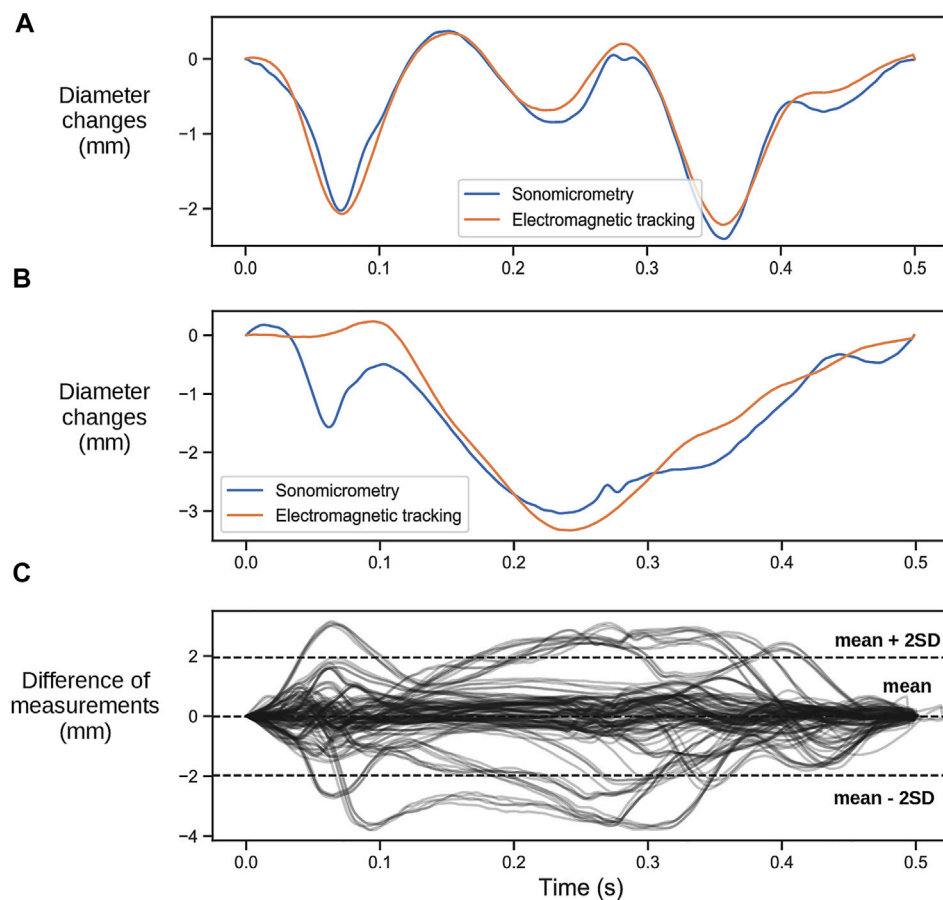 A
Diameter
changes
(mm)
0
−1
−2
Sonomicrometry
Electromagnetic tracking
0.0 0.1 0.2 0.3 0.4 0.5
B
Diameter
changes
(mm)
0
−1
−2
−3
Sonomicrometry
Electromagnetic tracking
0.0 0.1 0.2 0.3 0.4 0.5
C
Difference of
measurements
(mm)
2
0
−2
−4
mean + 2SD
mean
mean - 2SD
0.0 0.1 0.2 0.3 0.4 0.5
Time (s)